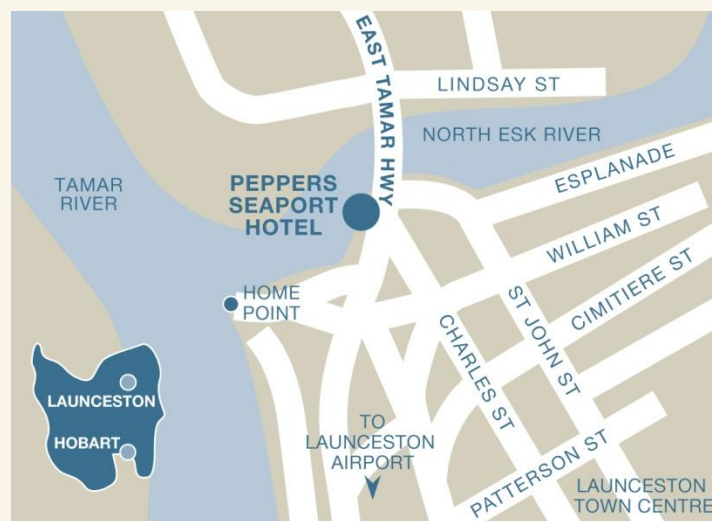 EAST TAMAR HWY
LINDSAY ST
NORTH ESK RIVER
ESPLANADE
TAMAR
RIVER
PEPPERS
SEAPORT
HOTEL
WILLIAM ST
CIMITIERE ST
HOME
POINT
ST JOHN ST
CHARLES ST
LAUNCESTON
HOBART
TO
LAUNCESTON
AIRPORT
PATTERSON ST
LAUNCESTON
TOWN CENTRE